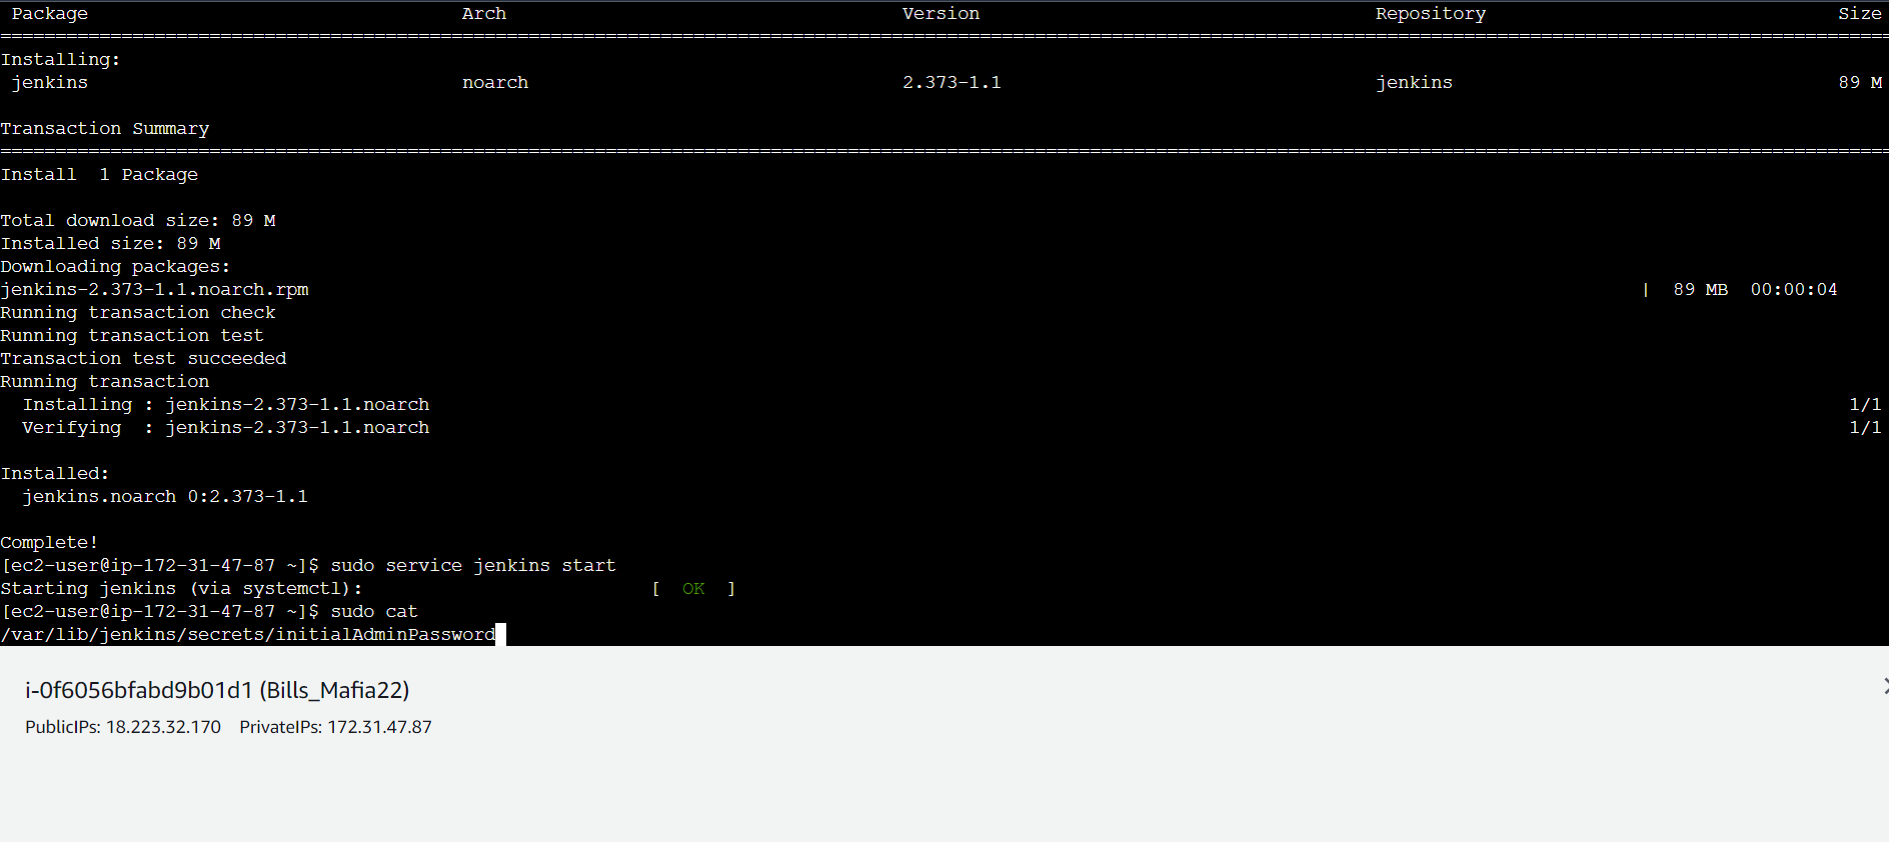 Package Arch Version Repository Size
================================================================================
Installing:
jenkins noarch 2.373-1.1 jenkins 89 M
Transaction Summary
================================================================================
Install 1 Package
Total download size: 89 M
Installed size: 89 M
Downloading packages:
jenkins-2.373-1.1.noarch.rpm | 89 MB 00:00:04
Running transaction check
Running transaction test
Transaction test succeeded
Running transaction
Installing : jenkins-2.373-1.1.noarch 1/1
Verifying : jenkins-2.373-1.1.noarch 1/1
Installed:
jenkins.noarch 0:2.373-1.1
Complete!
[ec2-user@ip-172-31-47-87 ~]$ sudo service jenkins start
Starting jenkins (via systemctl): [ OK ]
[ec2-user@ip-172-31-47-87 ~]$ sudo cat
/var/lib/jenkins/secrets/initialAdminPassword
i-0f6056bfabd9b01d1 (Bills_Mafia22)
PublicIPs: 18.223.32.170 PrivateIPs: 172.31.47.87